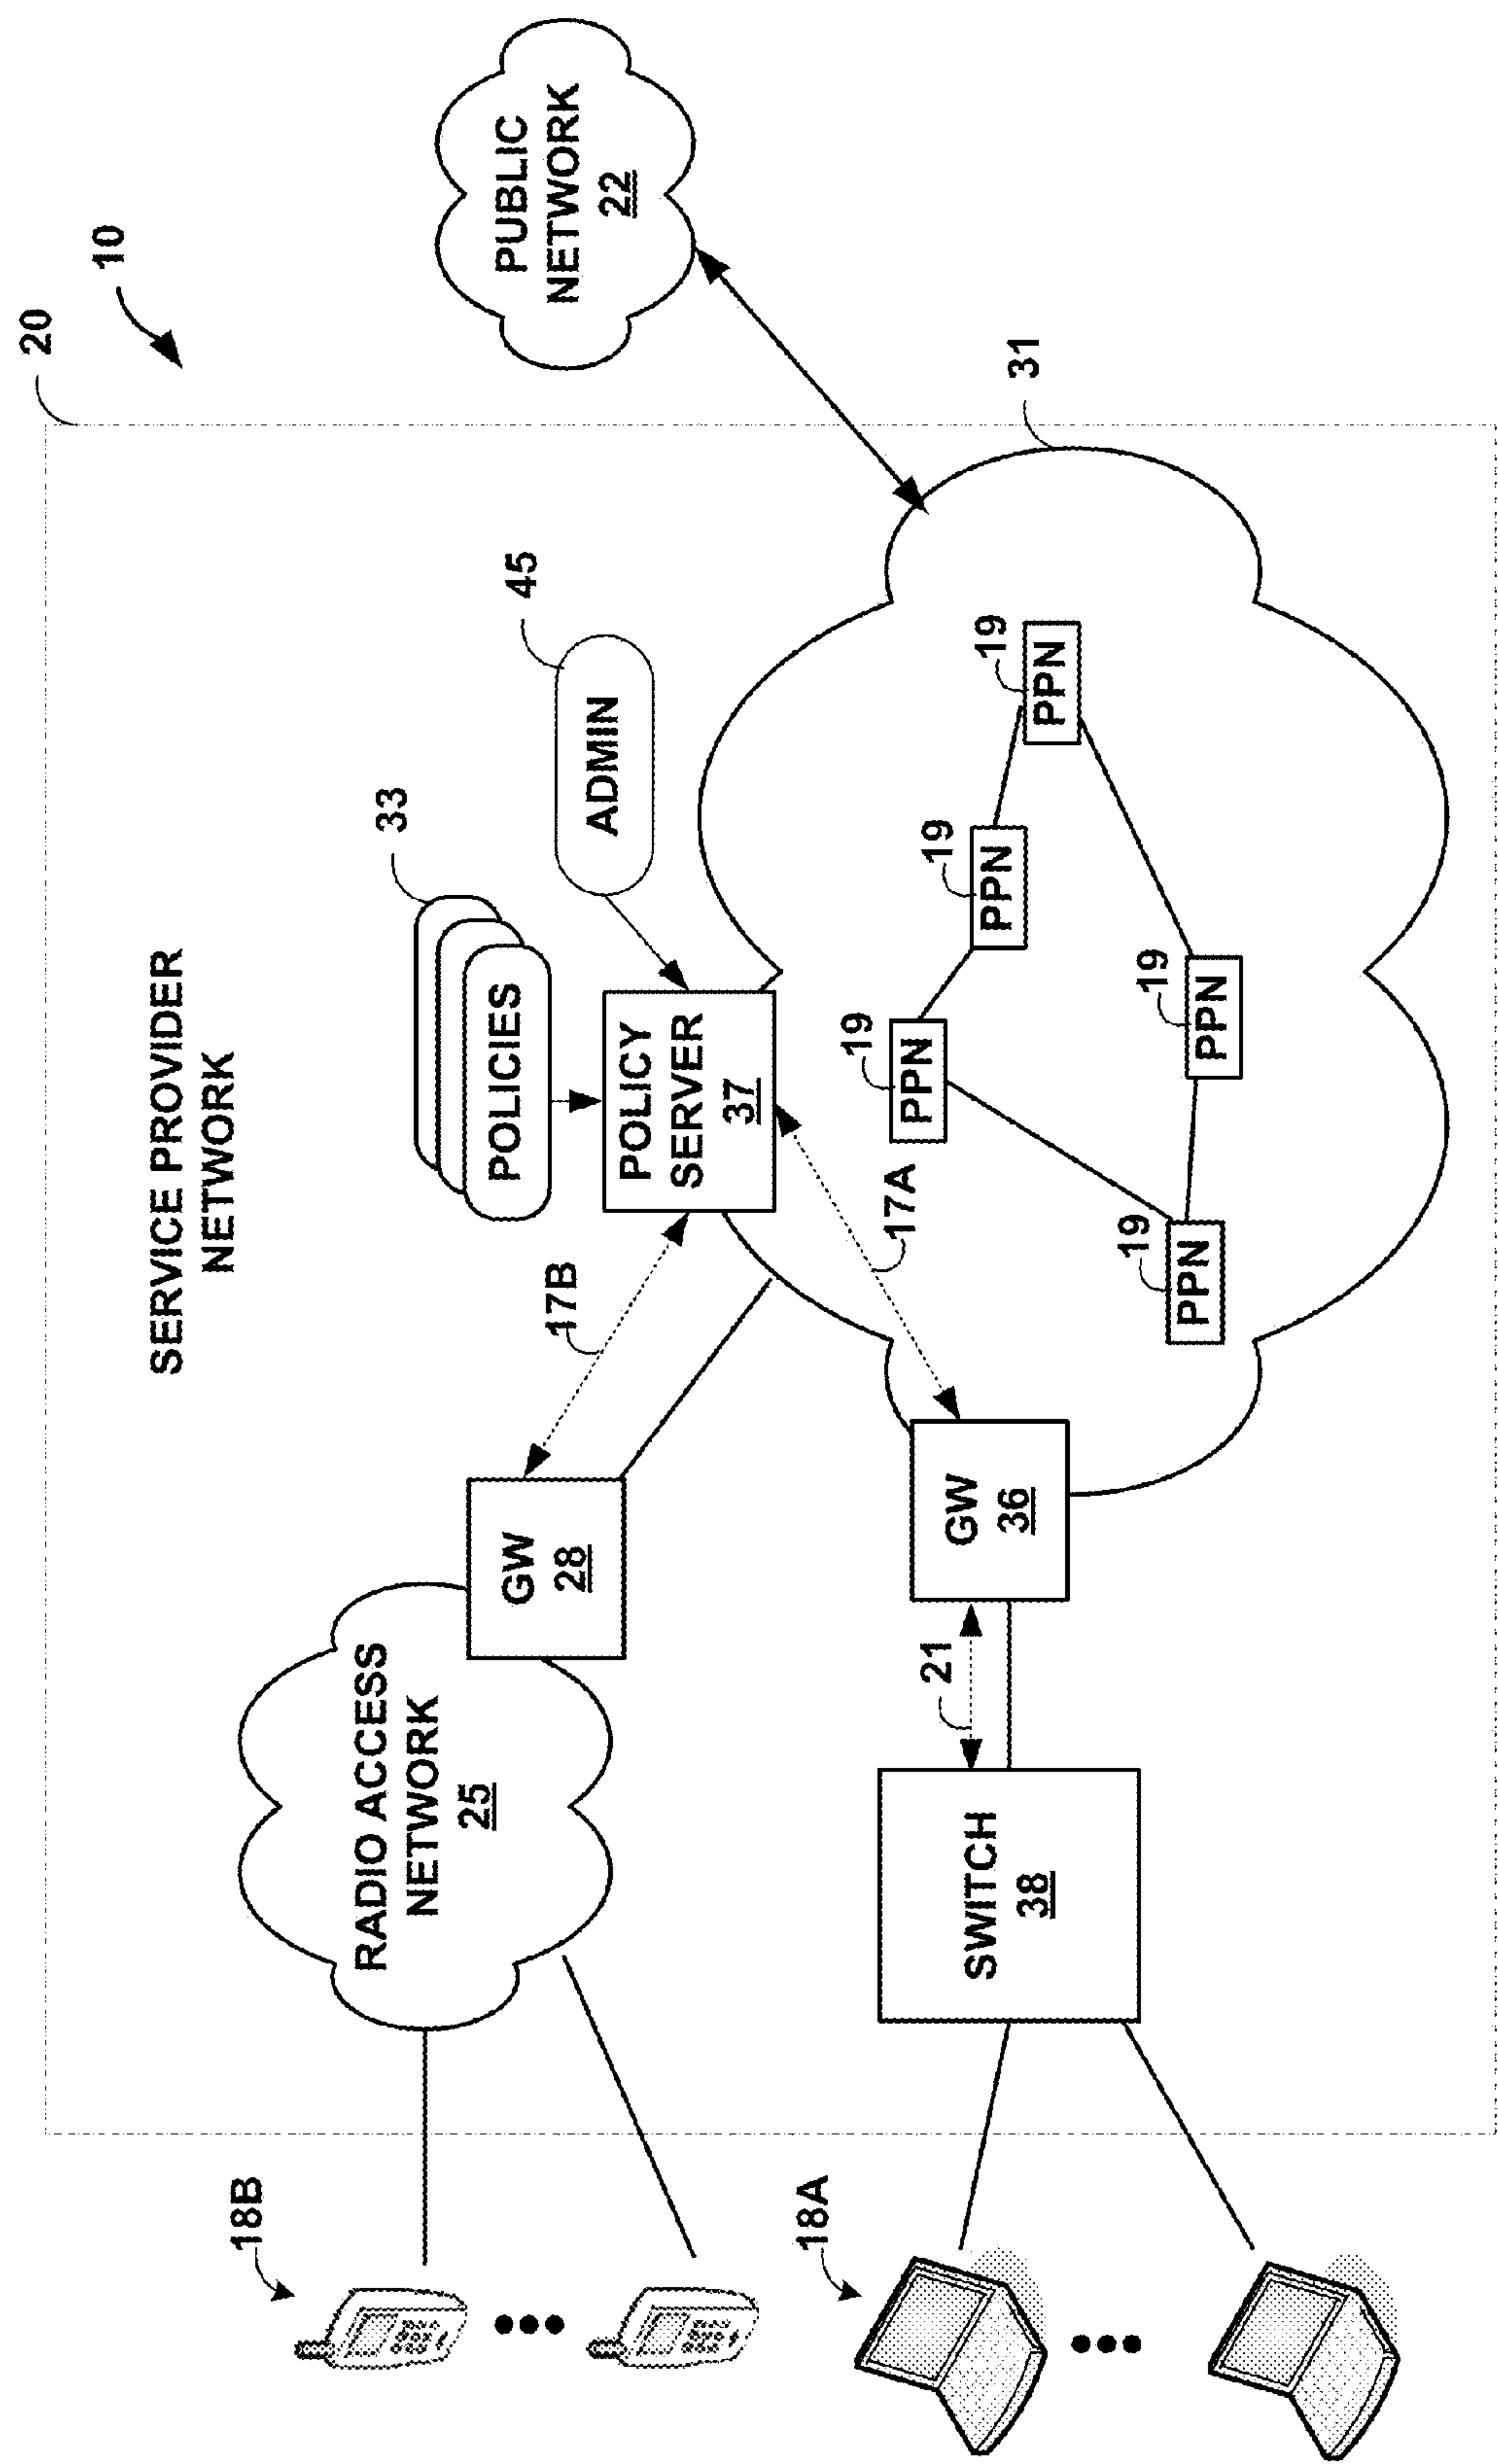 10
20
SERVICE PROVIDER
NETWORK
PUBLIC
NETWORK
22
33
POLICIES
45
ADMIN
POLICY
SERVER
37
17B
17A
31
RADIO ACCESS
NETWORK
25
GW
28
GW
36
21
SWITCH
38
19
PPN
19
PPN
19
PPN
19
PPN
19
PPN
18B
18A